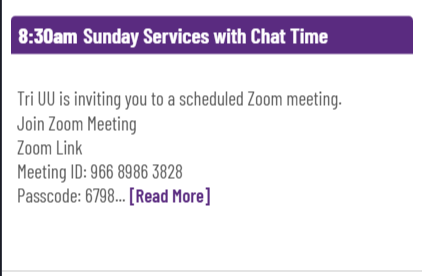 8:30am Sunday Services with Chat Time
Tri UU is inviting you to a scheduled Zoom meeting.
Join Zoom Meeting
Zoom Link
Meeting ID: 966 8986 3828
Passcode: 6798... [Read More]